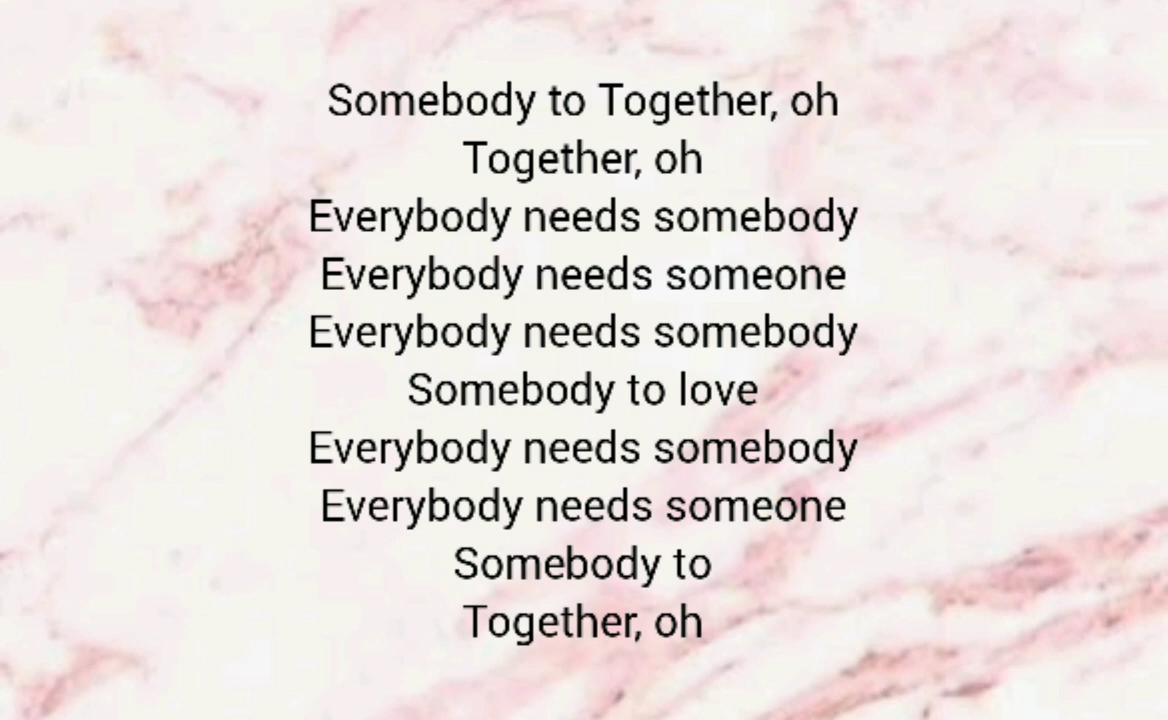 Somebody to Together, oh
Together, oh
Everybody needs somebody
Everybody needs someone
Everybody needs somebody
Somebody to love
Everybody needs somebody
Everybody needs someone
Somebody to
Together, oh